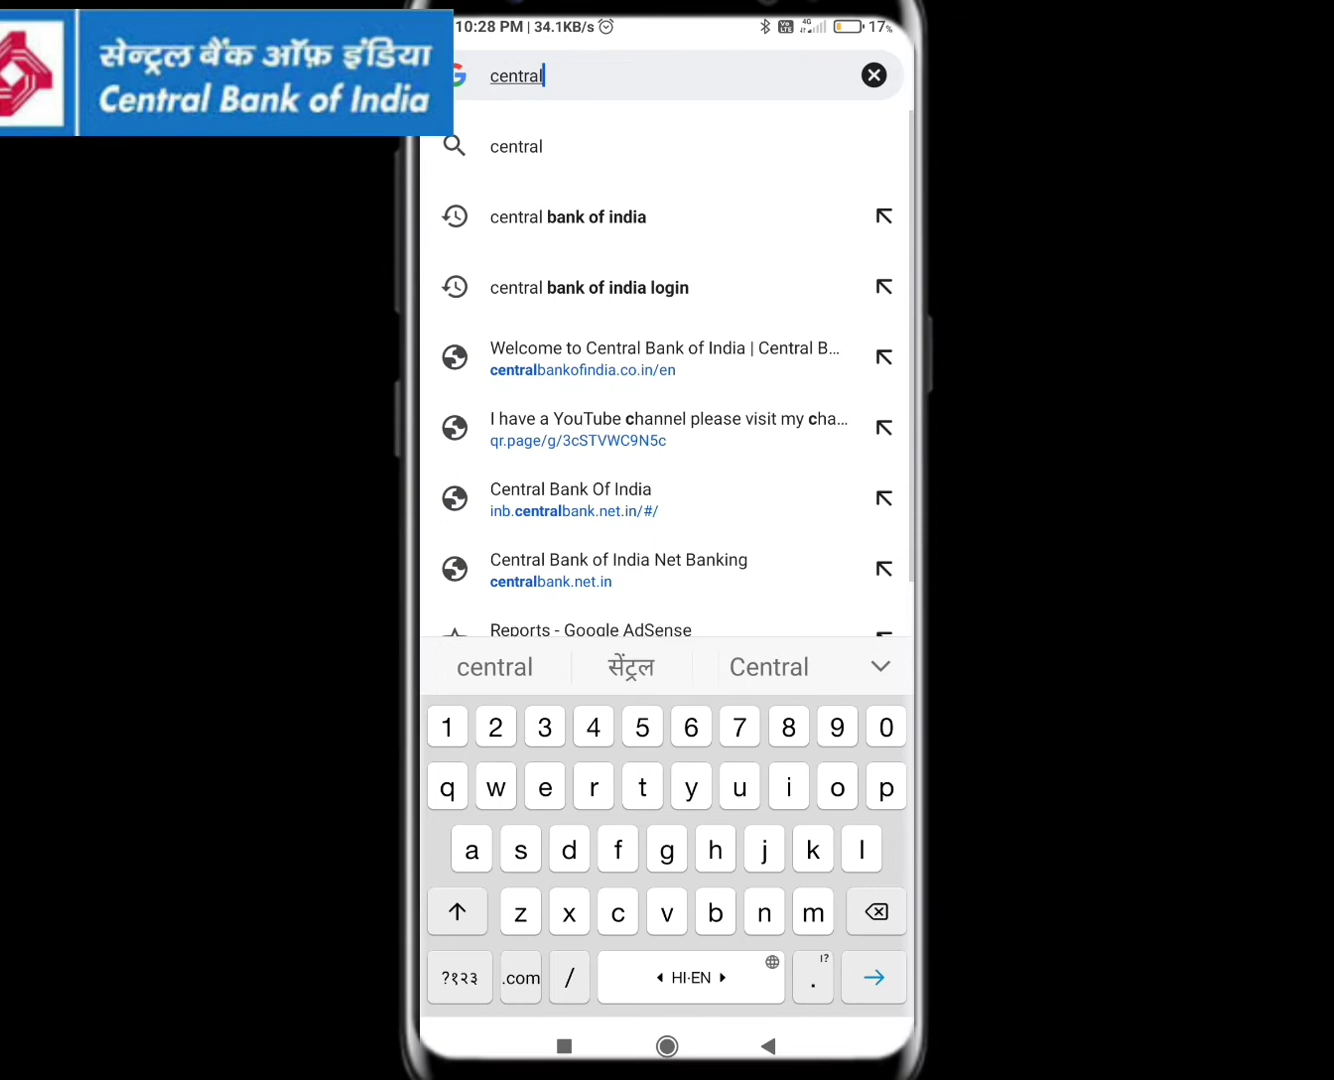 सेन्ट्रल बैंक ऑफ़ इंडिया
Central Bank of India
10:28 PM | 34.1KB/s
Vo LTE
4G
17%
central
central
central bank of india
central bank of india login
Welcome to Central Bank of India | Central B...
centralbankofindia.co.in/en
I have a YouTube channel please visit my cha...
qr.page/g/3cSTVWC9N5c
Central Bank Of India
inb.centralbank.net.in/#/
Central Bank of India Net Banking
centralbank.net.in
Reports - Google AdSense
central सेंट्रल Central
1 2 3 4 5 6 7 8 9 0
q w e r t y u i o p
a s d f g h j k l
z x c v b n m
?१२३ .com / HI·EN . !?